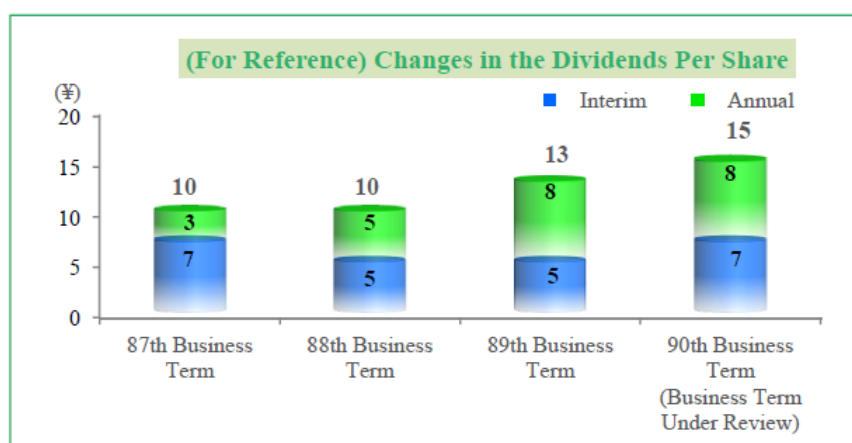 (For Reference) Changes in the Dividends Per Share
(¥)
Interim
Annual
20
15
10
5
0
10
3
7
10
5
5
13
8
5
15
8
7
87th Business
Term
88th Business
Term
89th Business
Term
90th Business
Term
(Business Term
Under Review)